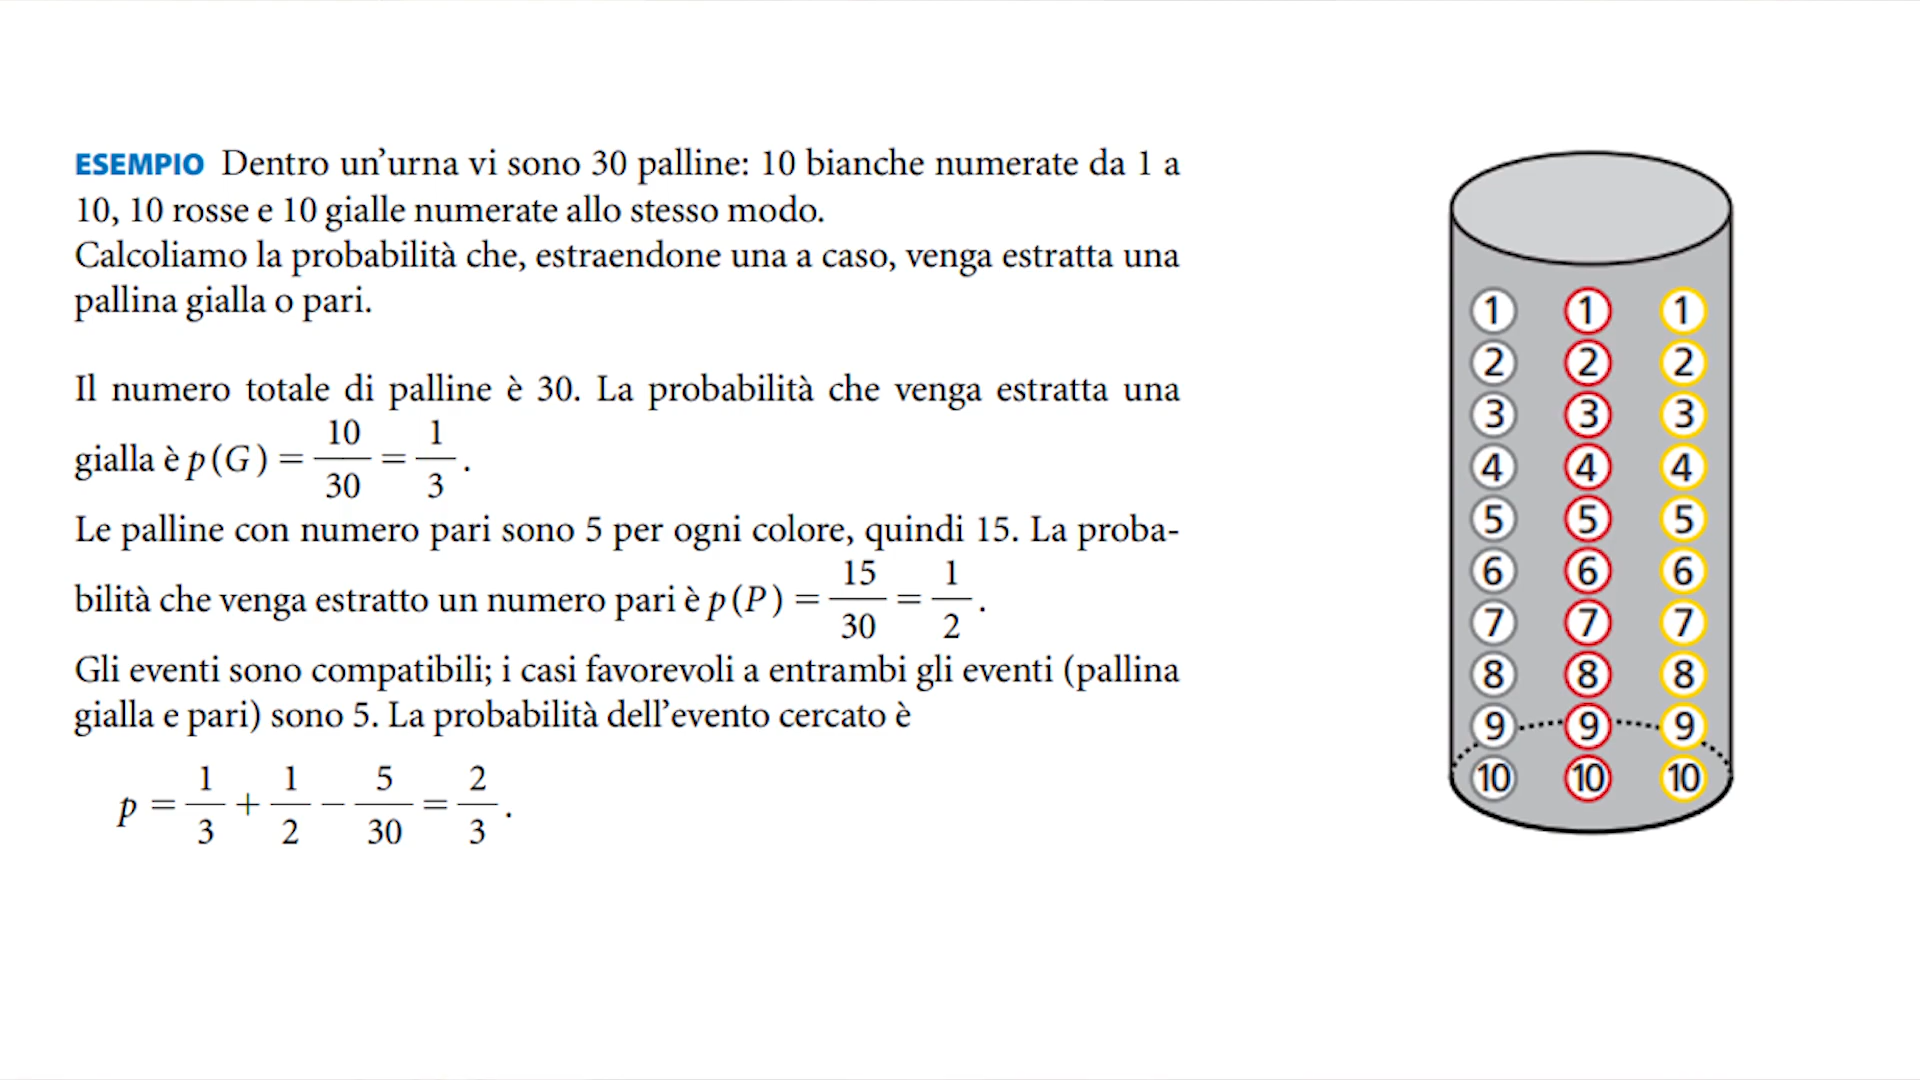 ESEMPIO Dentro un'urna vi sono 30 palline: 10 bianche numerate da 1 a
10, 10 rosse e 10 gialle numerate allo stesso modo.
Calcoliamo la probabilità che, estraendone una a caso, venga estratta una
pallina gialla o pari.
Il numero totale di palline è 30. La probabilità che venga estratta una
gialla è p(G) = 10/30 = 1/3.
Le palline con numero pari sono 5 per ogni colore, quindi 15. La proba-
bilità che venga estratto un numero pari è p(P) = 15/30 = 1/2.
Gli eventi sono compatibili; i casi favorevoli a entrambi gli eventi (pallina
gialla e pari) sono 5. La probabilità dell'evento cercato è
p = 1/3 + 1/2 − 5/30 = 2/3.
1 1 1
2 2 2
3 3 3
4 4 4
5 5 5
6 6 6
7 7 7
8 8 8
9 9 9
10 10 10